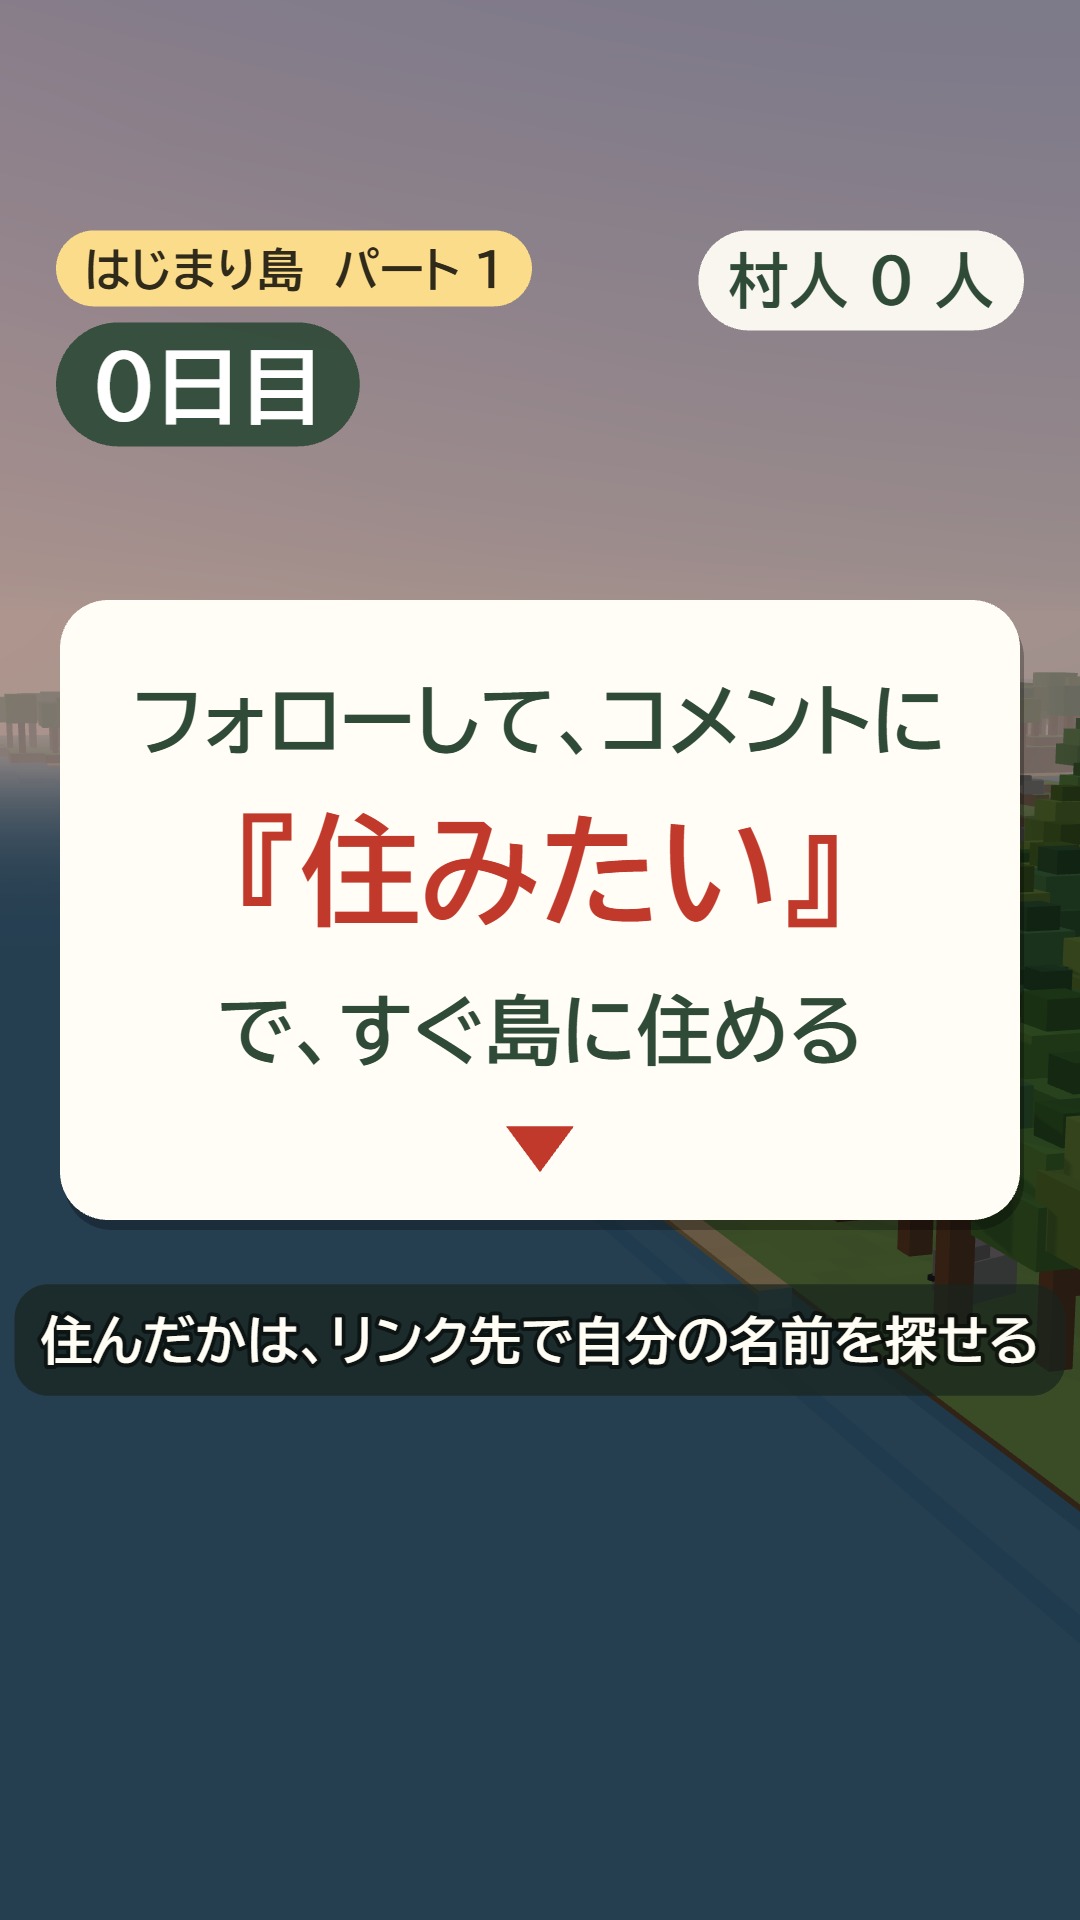 はじまり島 パート1
村人 0 人
0日目
フォローして、コメントに
『住みたい』
で、すぐ島に住める
住んだかは、リンク先で自分の名前を探せる